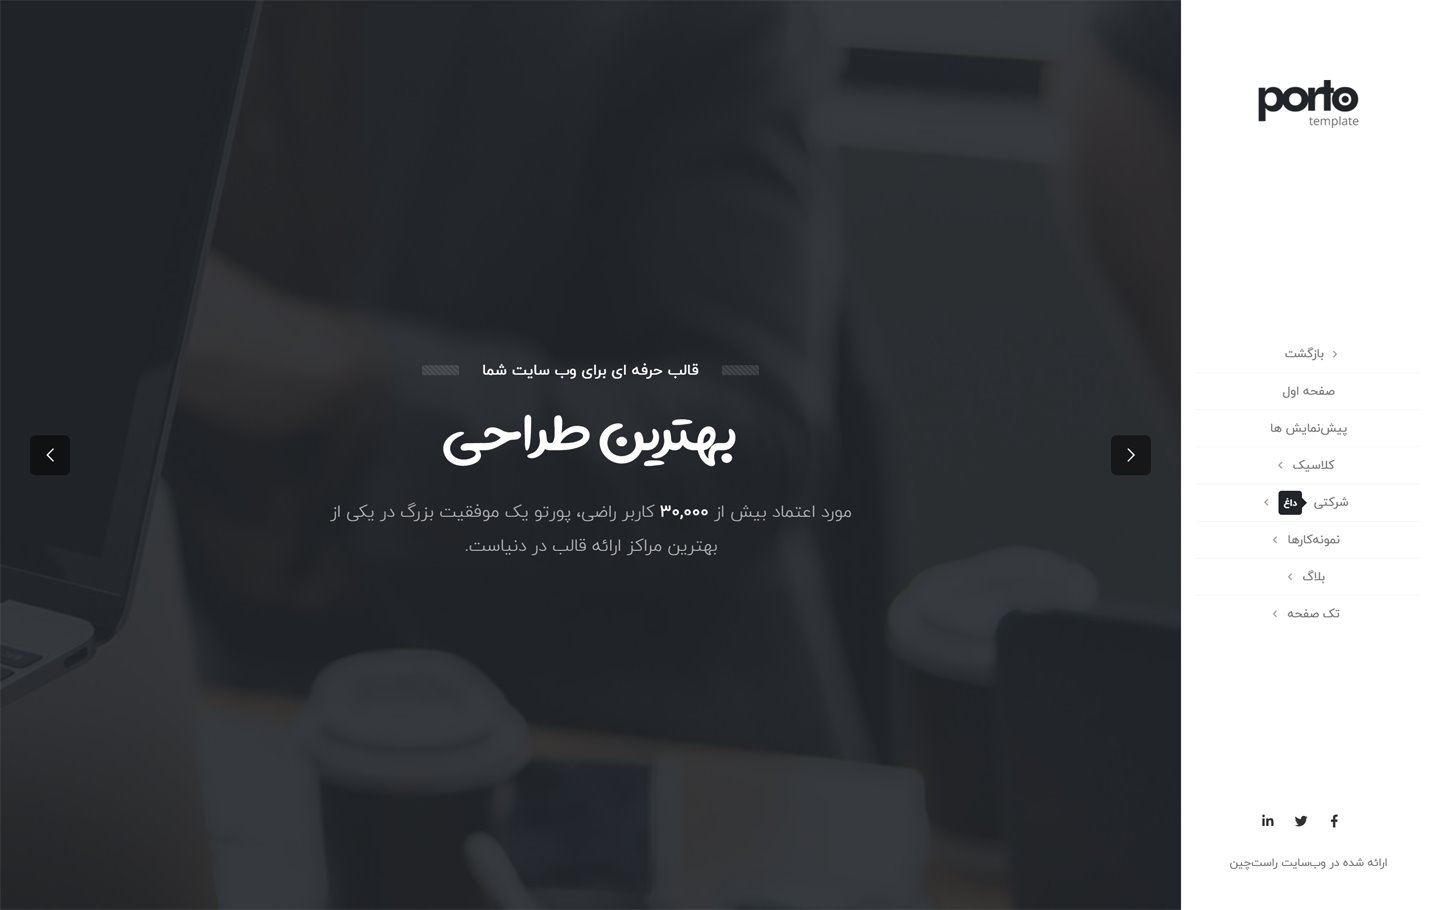 porto
template
بازگشت
صفحه اول
پیش‌نمایش ها
کلاسیک
شرکتی داغ
نمونه‌کارها
بلاگ
تک صفحه
ارائه شده در وب‌سایت راست‌چین
قالب حرفه ای برای وب سایت شما
بهترین طراحی
مورد اعتماد بیش از ۳۰,۰۰۰ کاربر راضی، پورتو یک موفقیت بزرگ در یکی از
بهترین مراکز ارائه قالب در دنیاست.